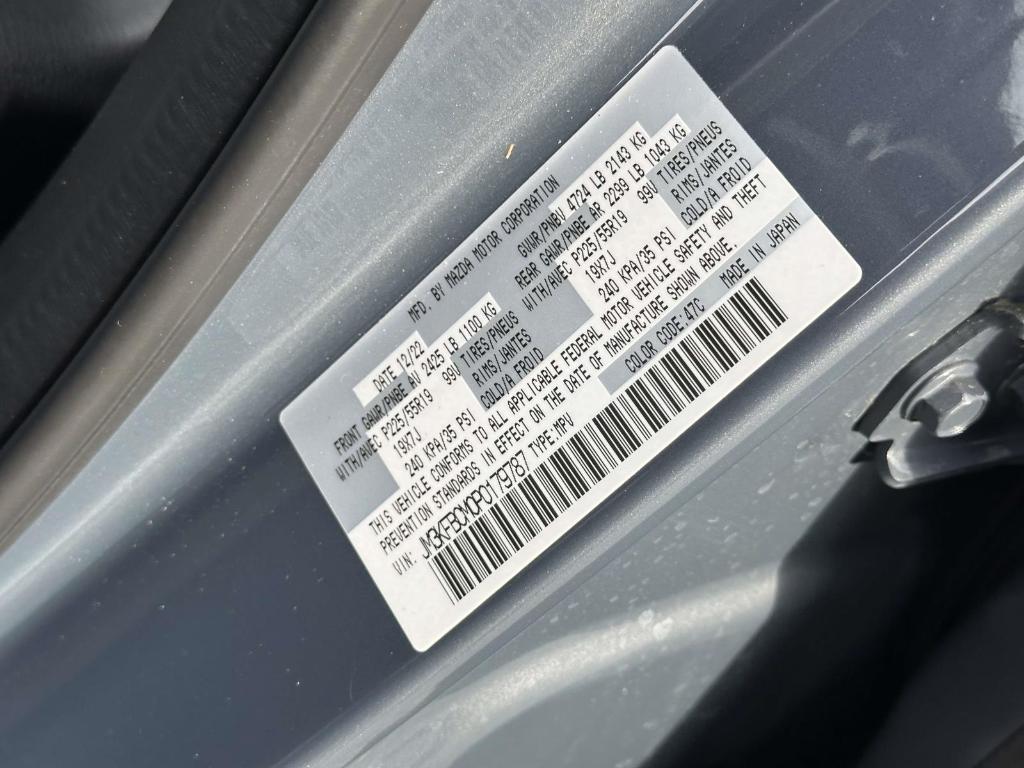 MFD. BY MAZDA MOTOR CORPORATION
DATE 12/22 GVWR/PNBV 4724 LB 2143 KG
FRONT GAWR/PNBE AV 2425 LB 1100 KG REAR GAWR/PNBE AR 2299 LB 1043 KG
WITH/AVEC P225/55R19 99V TIRES/PNEUS WITH/AVEC P225/55R19 99V TIRES/PNEUS
19X7J RIMS/JANTES 19X7J RIMS/JANTES
240 KPA/35 PSI COLD/A FROID 240 KPA/35 PSI COLD/A FROID
THIS VEHICLE CONFORMS TO ALL APPLICABLE FEDERAL MOTOR VEHICLE SAFETY AND THEFT
PREVENTION STANDARDS IN EFFECT ON THE DATE OF MANUFACTURE SHOWN ABOVE.
VIN: JM3KFBCM0P0179787 TYPE:MPV COLOR CODE:47C MADE IN JAPAN